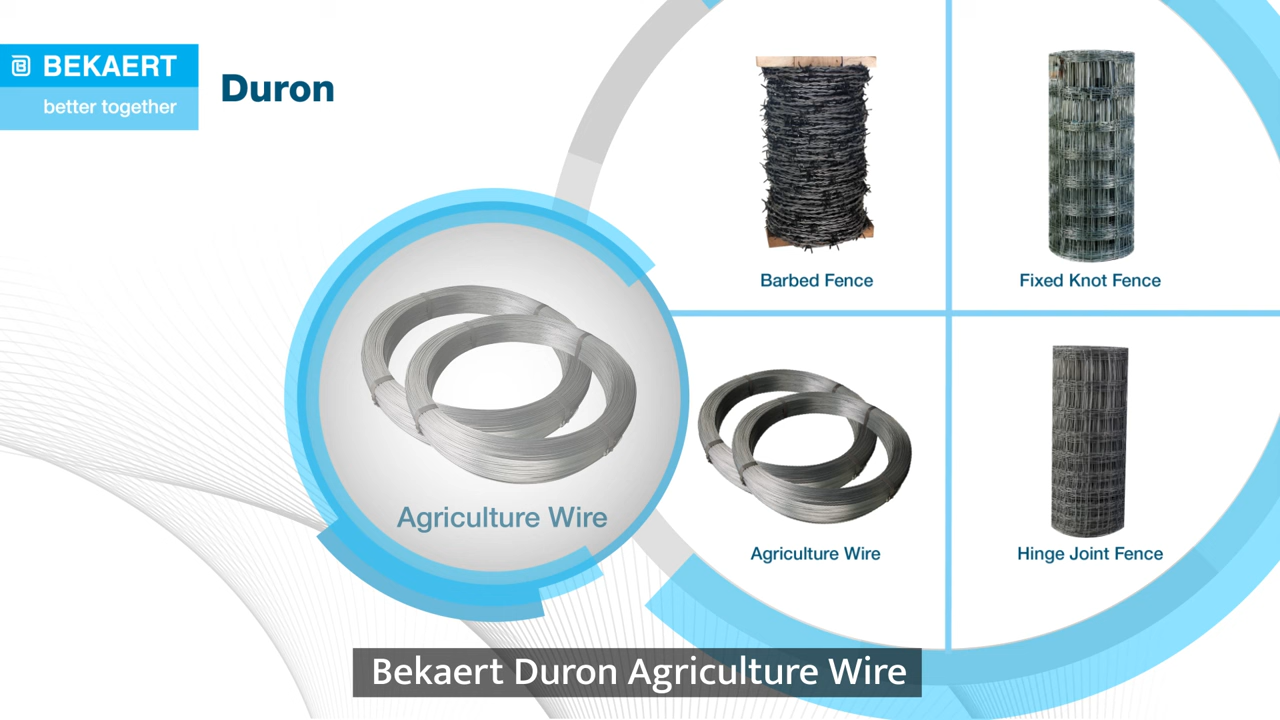 BEKAERT
better together
Duron
Barbed Fence
Fixed Knot Fence
Agriculture Wire
Agriculture Wire
Hinge Joint Fence
Bekaert Duron Agriculture Wire